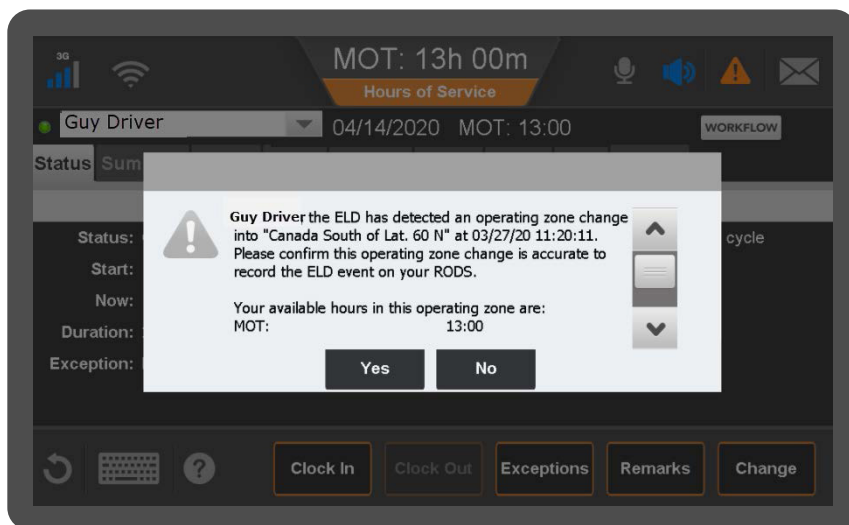 3G
MOT: 13h 00m
Hours of Service
Guy Driver
04/14/2020 MOT: 13:00
WORKFLOW
Status Sum
Guy Driver the ELD has detected an operating zone change
into "Canada South of Lat. 60 N" at 03/27/20 11:20:11.
Please confirm this operating zone change is accurate to
record the ELD event on your RODS.
Your available hours in this operating zone are:
MOT: 13:00
Yes No
Status: cycle
Start:
Now:
Duration:
Exception:
Clock In Clock Out Exceptions Remarks Change